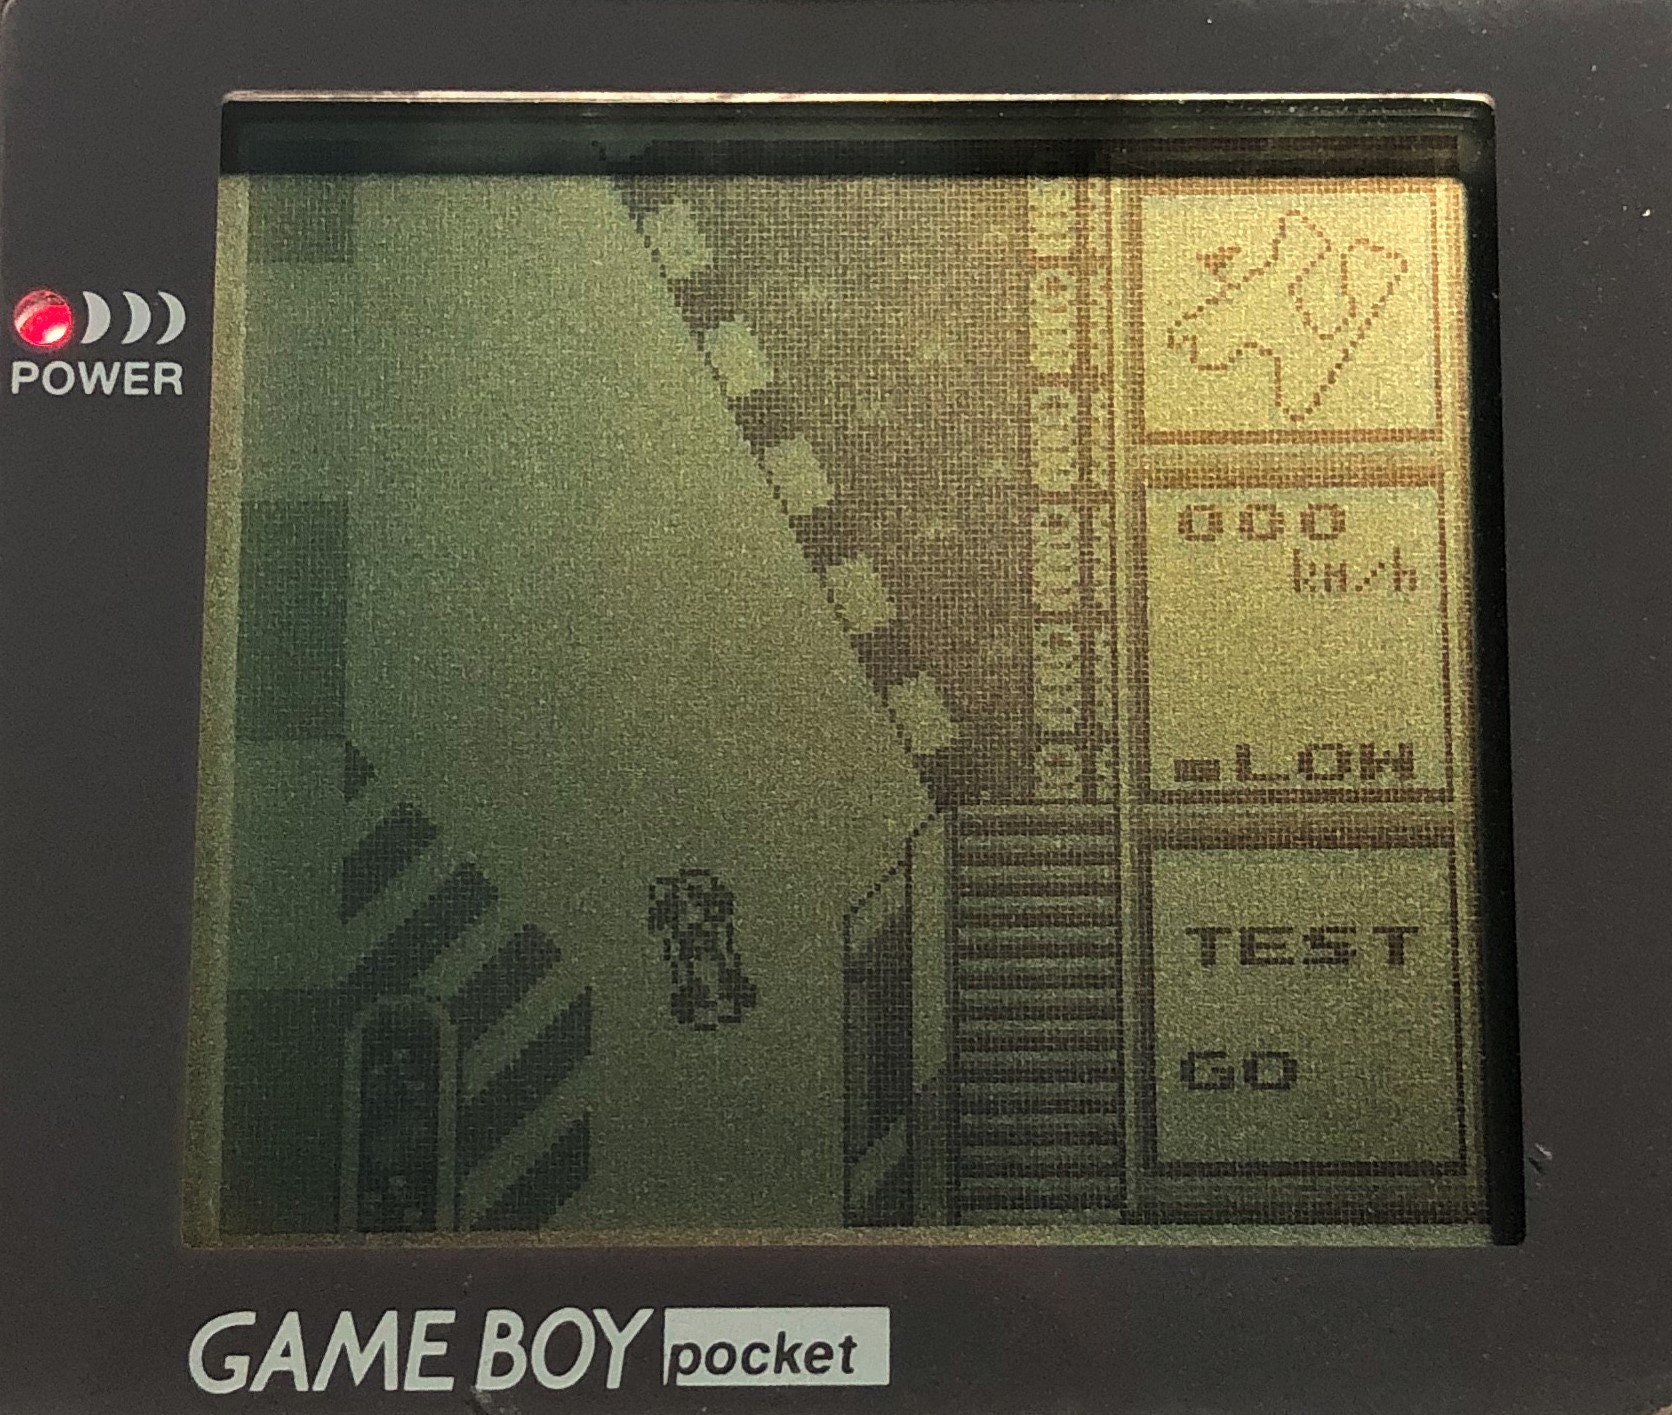 POWER
000
km/h
LOW
TEST
GO
GAME BOY pocket